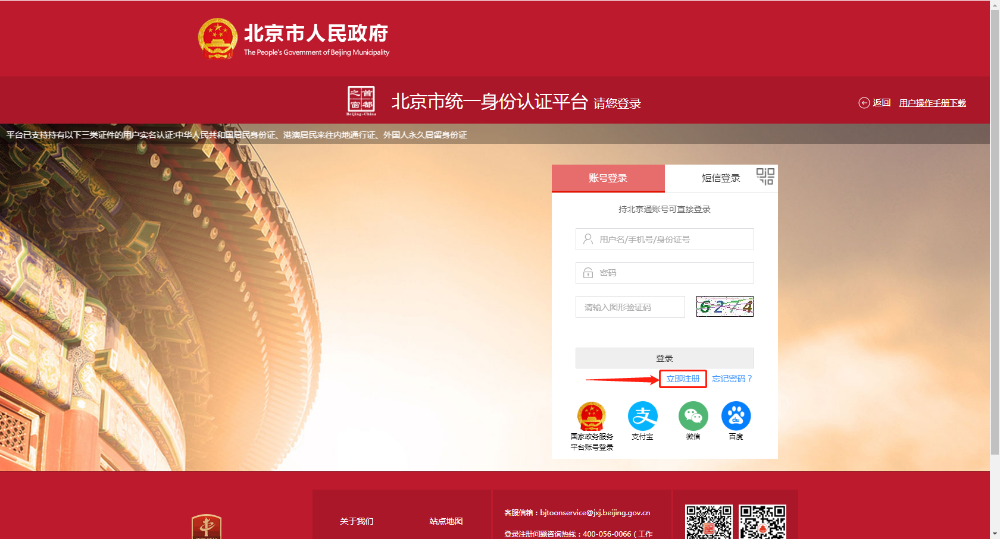 北京市人民政府
The People's Government of Beijing Municipality
首都之窗
Beijing-China
北京市统一身份认证平台 请您登录
返回 用户操作手册下载
平台已支持持有以下三类证件的用户实名认证:中华人民共和国居民身份证、港澳居民来往内地通行证、外国人永久居留身份证
账号登录 短信登录
持北京通账号可直接登录
用户名/手机号/身份证号
密码
请输入图形验证码 6274
登录
立即注册 忘记密码？
国家政务服务
平台账号登录
支付宝
微信
du
百度
关于我们 站点地图
客服信箱：bjtoonservice@jxj.beijing.gov.cn
登录注册问题咨询热线：400-056-0066（工作